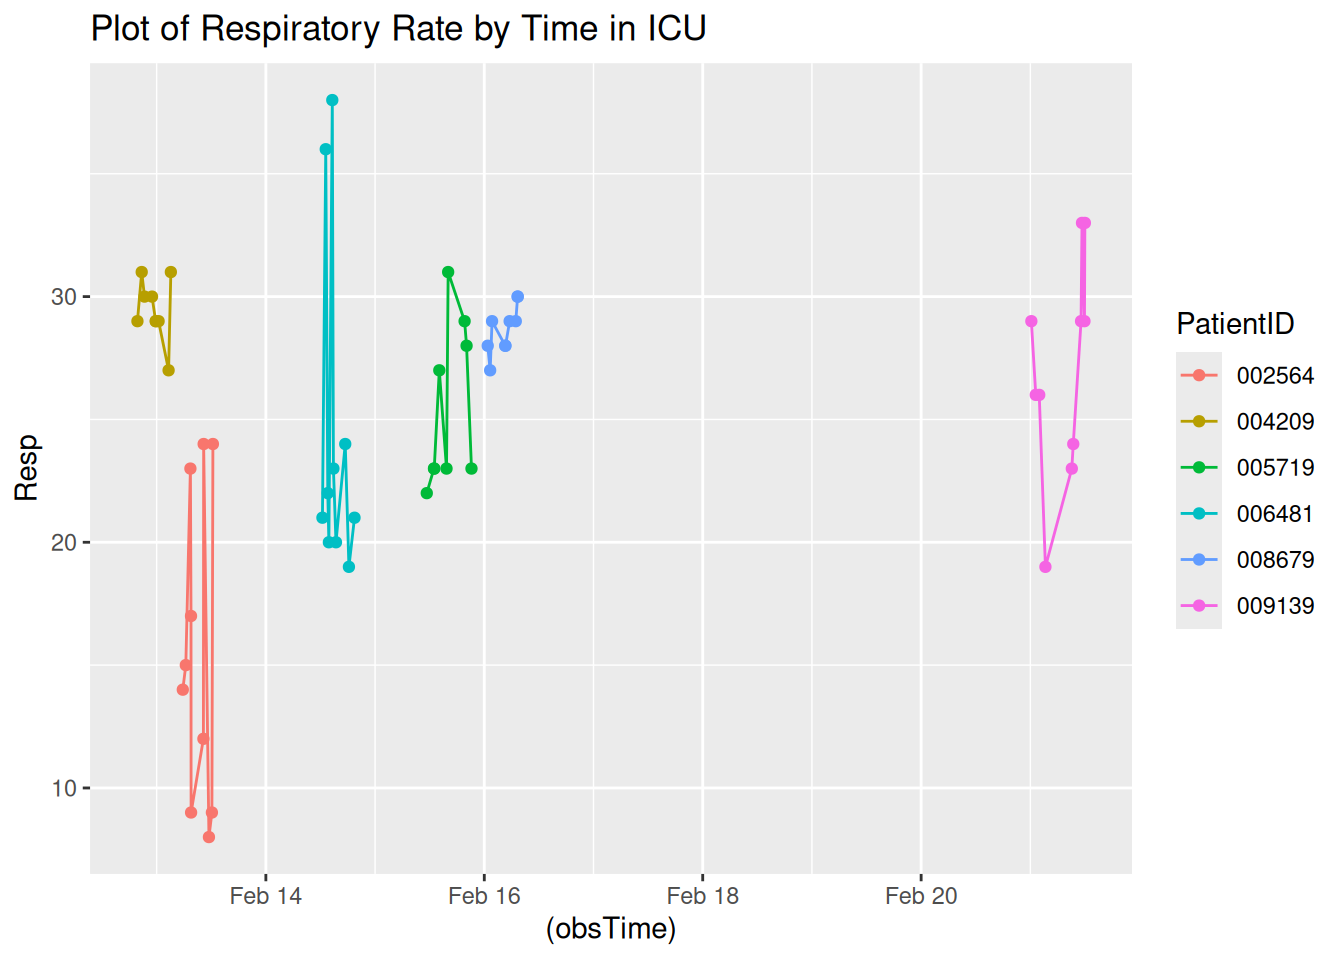 Plot of Respiratory Rate by Time in ICU
Resp
30
20
10
Feb 14
Feb 16
Feb 18
Feb 20
(obsTime)
PatientID
002564
004209
005719
006481
008679
009139